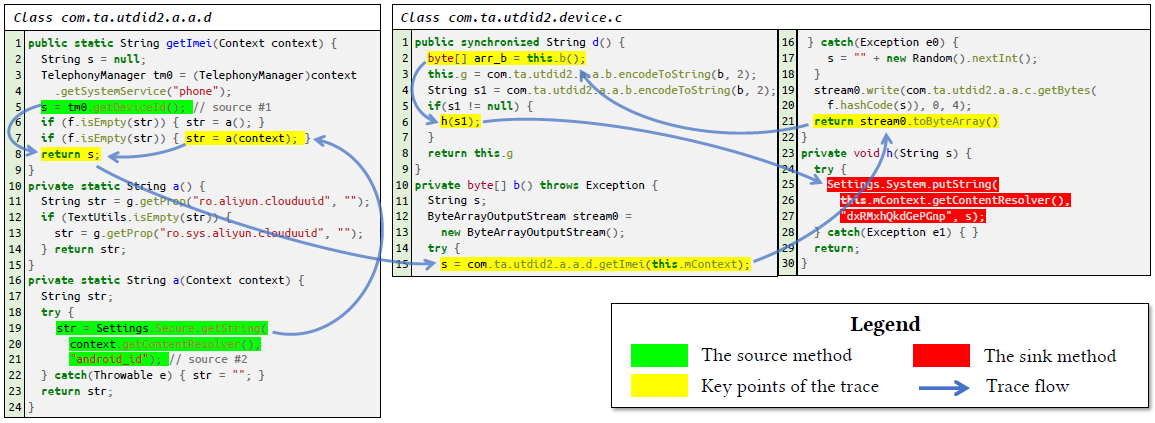 Class com.ta.utdid2.a.a.d
1 public static String getImei(Context context) {
2 String s = null;
3 TelephonyManager tm0 = (TelephonyManager)context
4 .getSystemService("phone");
5 s = tm0.getDeviceId(); // source #1
6 if (f.isEmpty(str)) { str = a(); }
7 if (f.isEmpty(str)) { str = a(context); }
8 return s;
9 }
10 private static String a() {
11 String str = g.getProp("ro.aliyun.clouduuid", "");
12 if (TextUtils.isEmpty(str)) {
13 str = g.getProp("ro.sys.aliyun.clouduuid", "");
14 } return str;
15 }
16 private static String a(Context context) {
17 String str;
18 try {
19 str = Settings.Secure.getString(
20 context.getContentResolver(),
21 "android_id"); // source #2
22 } catch(Throwable e) { str = ""; }
23 return str;
24 }
Class com.ta.utdid2.device.c
1 public synchronized String d() {
2 byte[] arr_b = this.b();
3 this.g = com.ta.utdid2.a.a.b.encodeToString(b, 2);
4 String s1 = com.ta.utdid2.a.a.b.encodeToString(b, 2);
5 if(s1 != null) {
6 h(s1);
7 }
8 return this.g
9 }
10 private byte[] b() throws Exception {
11 String s;
12 ByteArrayOutputStream stream0 =
13 new ByteArrayOutputStream();
14 try {
15 s = com.ta.utdid2.a.a.d.getImei(this.mContext);
16 } catch(Exception e0) {
17 s = "" + new Random().nextInt();
18 }
19 stream0.write(com.ta.utdid2.a.a.c.getBytes(
20 f.hashCode(s)), 0, 4);
21 return stream0.toByteArray()
22 }
23 private void h(String s) {
24 try {
25 Settings.System.putString(
26 this.mContext.getContentResolver(),
27 "dxRMxhQkdGePGnp", s);
28 } catch(Exception e1) { }
29 return;
30 }
Legend
The source method
The sink method
Key points of the trace
Trace flow